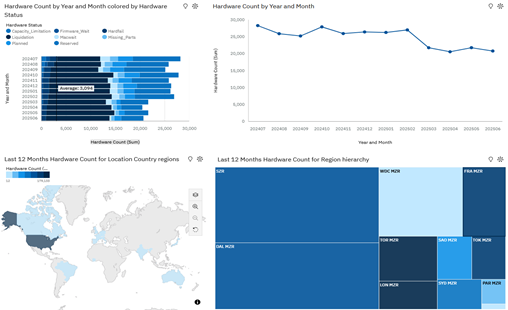 Hardware Count by Year and Month colored by Hardware
Status
Hardware Count by Year and Month
Hardware Status
Capacity_Limitation Firmware_Wait Manifest
Liquidation Maxwait Missing_Parts
Planned Reserved
Year and Month
202407
202408
202409
202410
202411
202412
202501
202502
202503
202504
202505
202506
Average: 3,094
0 5,000 10,000 15,000 20,000 25,000 30,000
Hardware Count (Sum)
Hardware Count (Sum)
30,000
25,000
20,000
15,000
10,000
5,000
0
202407 202408 202409 202410 202411 202412 202501 202502 202503 202504 202505 202506
Year and Month
Last 12 Months Hardware Count for Location Country regions
Hardware Count (...
Last 12 Months Hardware Count for Region hierarchy
SZR
WDC MZR
FRA MZR
DAL MZR
TOR MZR
SAO MZR
TOK MZR
LON MZR
SYD MZR
PAR MZR